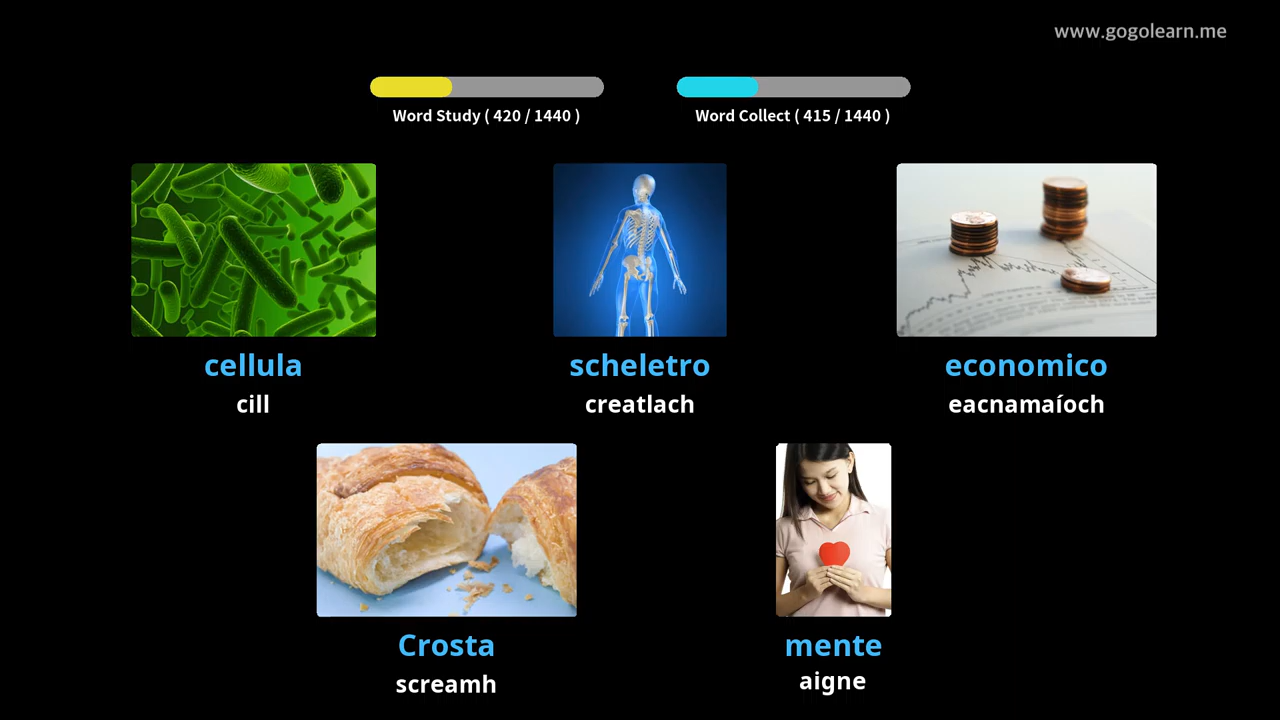 www.gogolearn.me
Word Study ( 420 / 1440 )
Word Collect ( 415 / 1440 )
cellula
cill
scheletro
creatlach
economico
eacnamaíoch
Crosta
screamh
mente
aigne